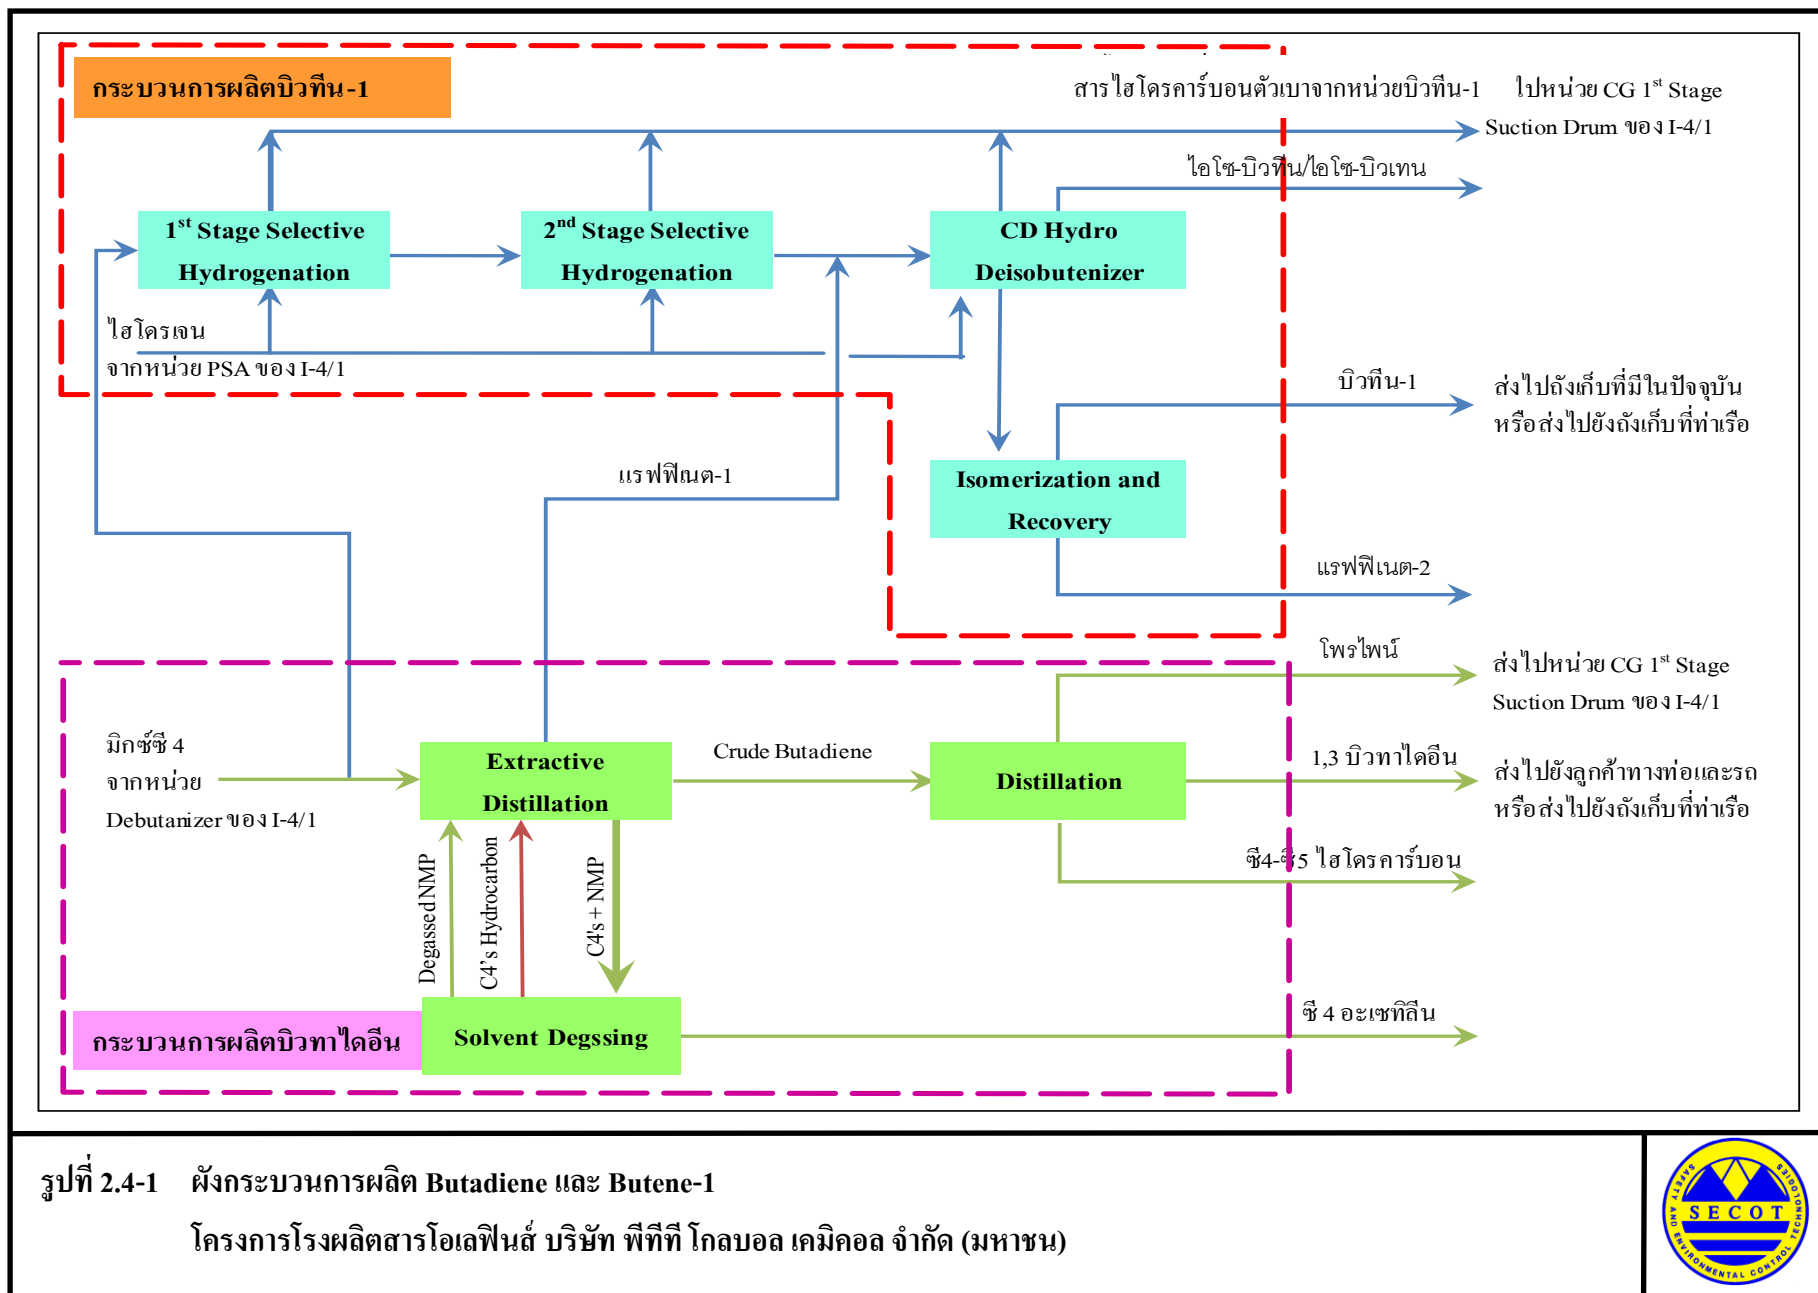 กระบวนการผลิตบิวทีน-1
สารไฮโดรคาร์บอนตัวเบาจากหน่วยบิวทีน-1
ไปหน่วย CG 1st Stage
Suction Drum ของ I-4/1
ไอโซ-บิวทีน/ไอโซ-บิวเทน
1st Stage Selective
Hydrogenation
2nd Stage Selective
Hydrogenation
CD Hydro
Deisobutenizer
ไฮโดรเจน
จากหน่วย PSA ของ I-4/1
บิวทีน-1
ส่งไปถังเก็บที่มีในปัจจุบัน
หรือส่งไปยังถังเก็บที่ท่าเรือ
แรฟฟิเนต-1
Isomerization and
Recovery
แรฟฟิเนต-2
โพรไพน์
ส่งไปหน่วย CG 1st Stage
Suction Drum ของ I-4/1
มิกซ์ซี 4
จากหน่วย
Debutanizer ของ I-4/1
Extractive
Distillation
Crude Butadiene
Distillation
1,3 บิวทาไดอีน
ส่งไปยังลูกค้าทางท่อและรถ
หรือส่งไปยังถังเก็บที่ท่าเรือ
ซี4-ซี5 ไฮโดรคาร์บอน
Degassed NMP
C4's Hydrocarbon
C4's + NMP
ซี 4 อะเซทิลีน
กระบวนการผลิตบิวทาไดอีน
Solvent Degssing
รูปที่ 2.4-1 ผังกระบวนการผลิต Butadiene และ Butene-1
โครงการโรงผลิตสารโอเลฟินส์ บริษัท พีทีที โกลบอล เคมิคอล จำกัด (มหาชน)
SECOT
SAFETY AND ENVIRONMENTAL CONTROL TECHNOLOGIES